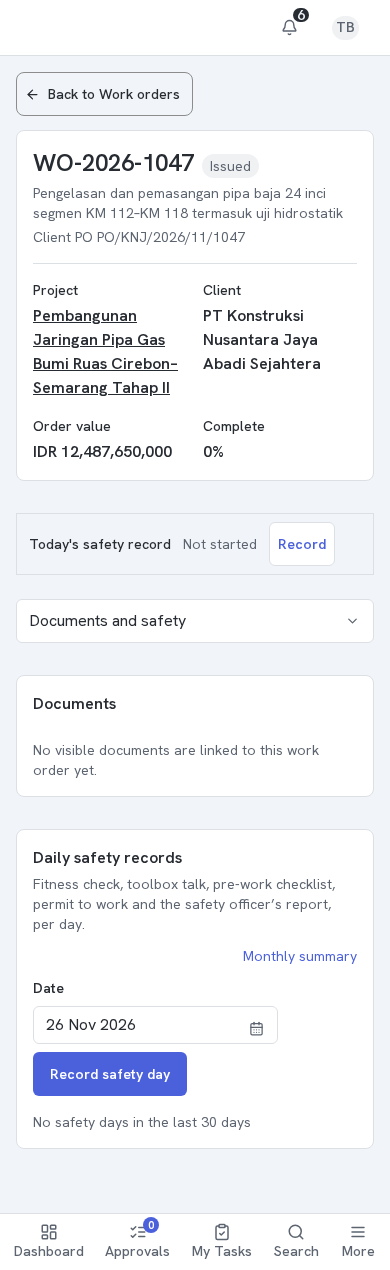 6
TB
Back to Work orders
WO-2026-1047 Issued
Pengelasan dan pemasangan pipa baja 24 inci
segmen KM 112–KM 118 termasuk uji hidrostatik
Client PO PO/KNJ/2026/11/1047
Project
Pembangunan
Jaringan Pipa Gas
Bumi Ruas Cirebon–
Semarang Tahap II
Client
PT Konstruksi
Nusantara Jaya
Abadi Sejahtera
Order value
IDR 12,487,650,000
Complete
0%
Today's safety record Not started Record
Documents and safety
Documents
No visible documents are linked to this work
order yet.
Daily safety records
Fitness check, toolbox talk, pre-work checklist,
permit to work and the safety officer’s report,
per day.
Monthly summary
Date
26 Nov 2026
Record safety day
No safety days in the last 30 days
0
Dashboard Approvals My Tasks Search More